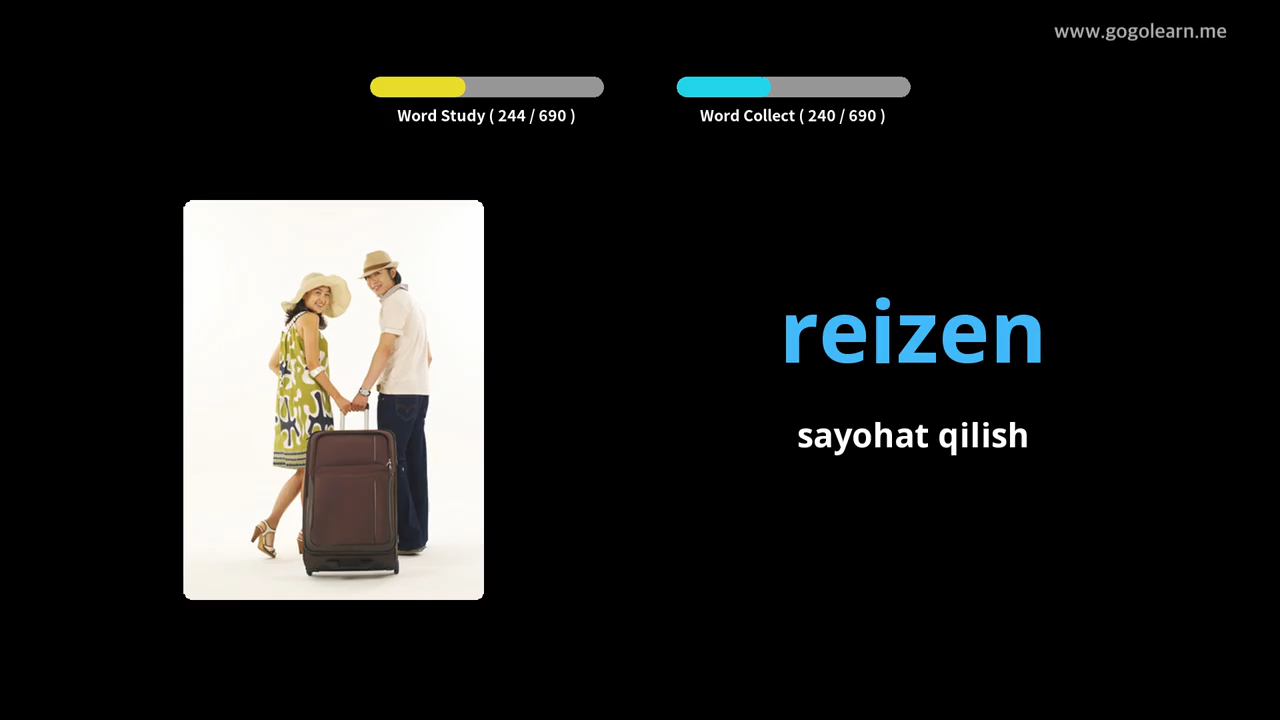 www.gogolearn.me
Word Study ( 244 / 690 )
Word Collect ( 240 / 690 )
reizen
sayohat qilish